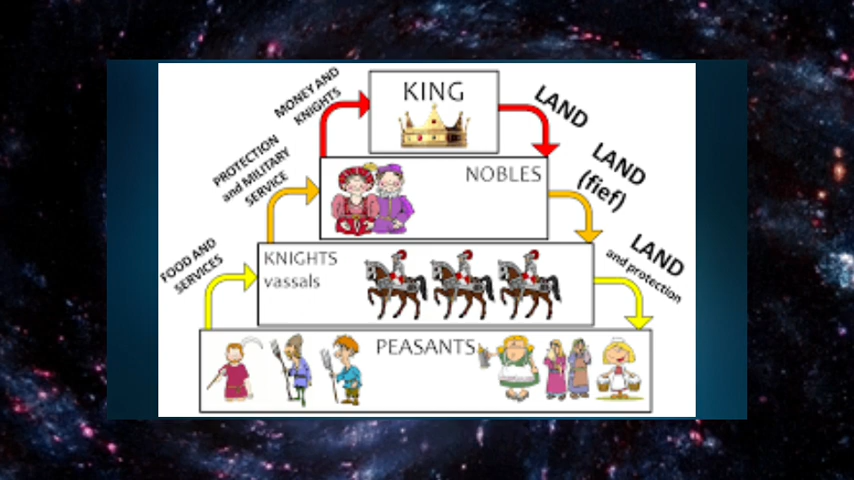 KING
MONEY AND
KNIGHTS
LAND
NOBLES
PROTECTION
and MILITARY
SERVICE
LAND
(fief)
KNIGHTS
vassals
FOOD AND
SERVICES
LAND
and protection
PEASANTS